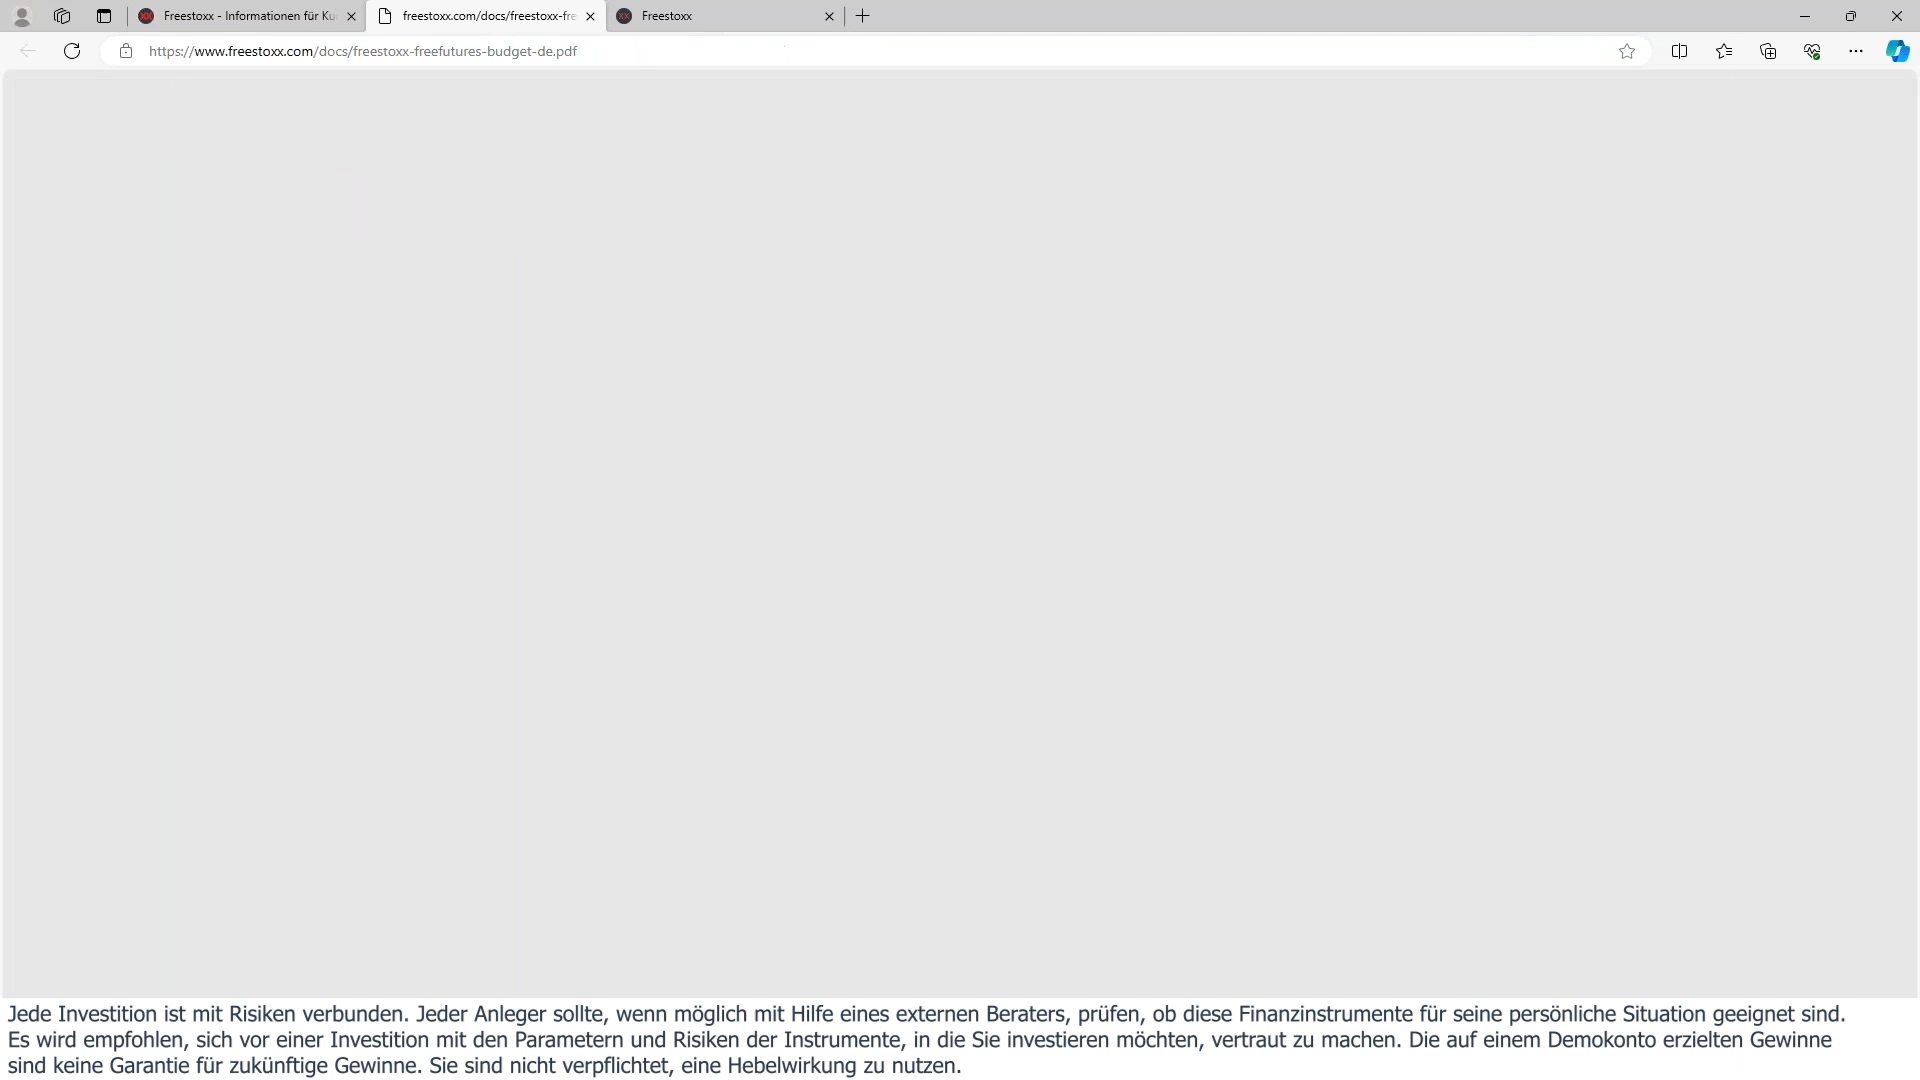 Freestoxx - Informationen für Ku
freestoxx.com/docs/freestoxx-fre
Freestoxx
https://www.freestoxx.com/docs/freestoxx-freefutures-budget-de.pdf
Jede Investition ist mit Risiken verbunden. Jeder Anleger sollte, wenn möglich mit Hilfe eines externen Beraters, prüfen, ob diese Finanzinstrumente für seine persönliche Situation geeignet sind.
Es wird empfohlen, sich vor einer Investition mit den Parametern und Risiken der Instrumente, in die Sie investieren möchten, vertraut zu machen. Die auf einem Demokonto erzielten Gewinne
sind keine Garantie für zukünftige Gewinne. Sie sind nicht verpflichtet, eine Hebelwirkung zu nutzen.